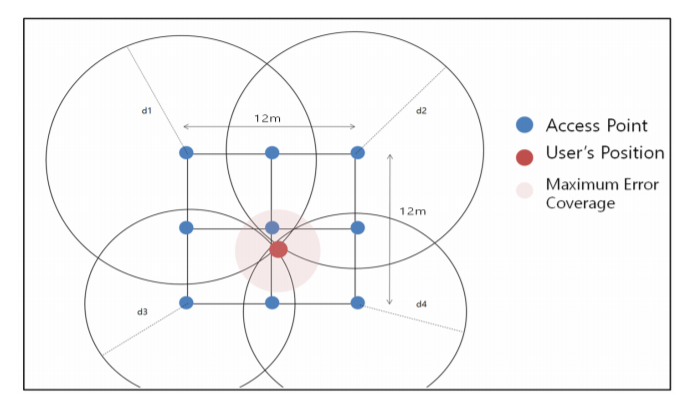 d1
d2
12m
12m
d3
d4
Access Point
User's Position
Maximum Error
Coverage